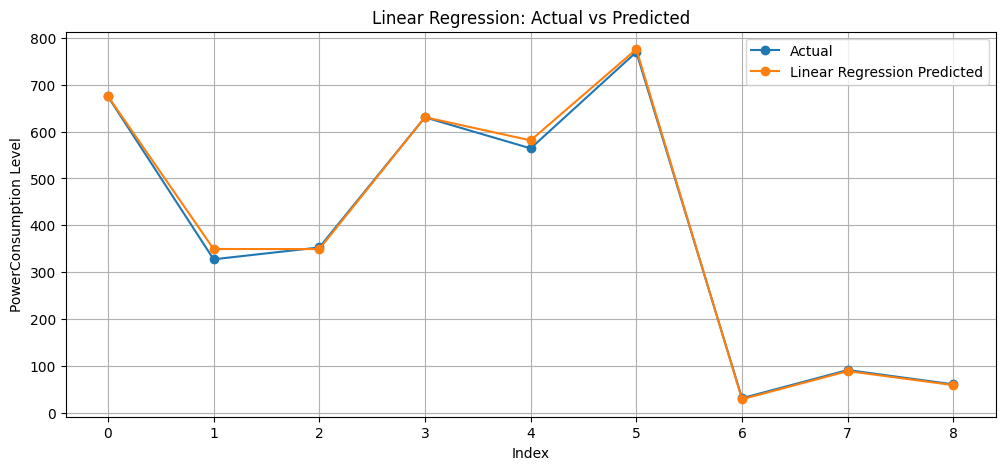 Linear Regression: Actual vs Predicted
Actual
Linear Regression Predicted
800
700
600
500
400
300
200
100
0
PowerConsumption Level
0 1 2 3 4 5 6 7 8
Index